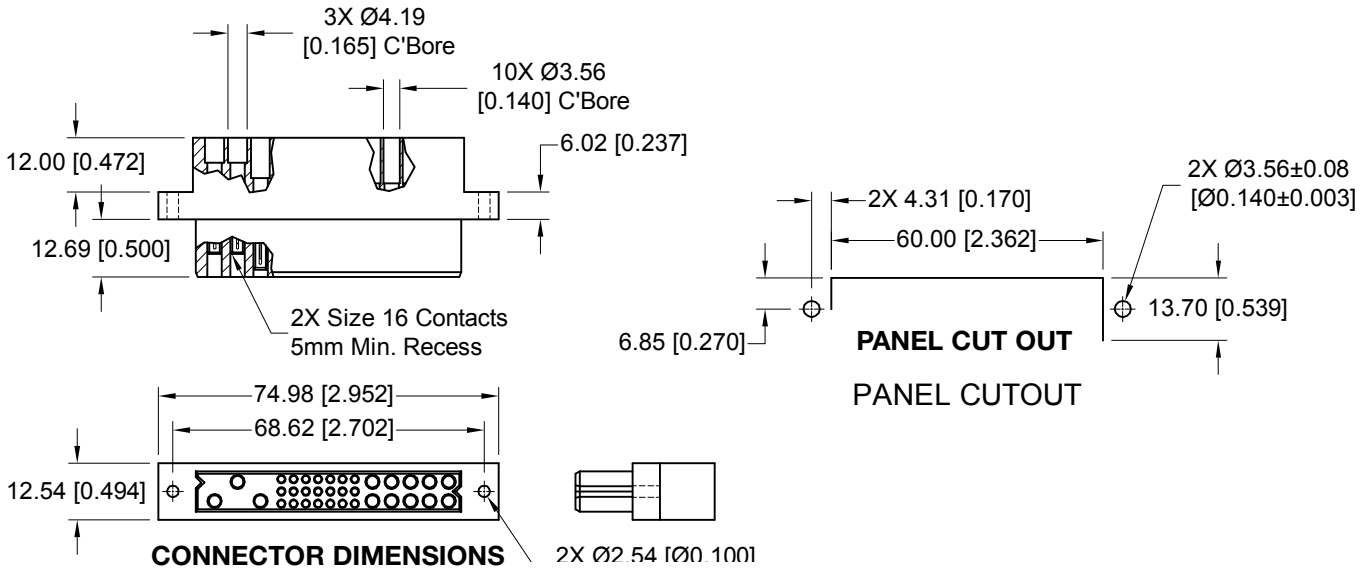 3X Ø4.19
[0.165] C'Bore
10X Ø3.56
[0.140] C'Bore
12.00 [0.472]
6.02 [0.237]
12.69 [0.500]
2X Size 16 Contacts
5mm Min. Recess
2X Ø3.56±0.08
[Ø0.140±0.003]
2X 4.31 [0.170]
60.00 [2.362]
13.70 [0.539]
6.85 [0.270]
PANEL CUT OUT
PANEL CUTOUT
74.98 [2.952]
68.62 [2.702]
12.54 [0.494]
CONNECTOR DIMENSIONS
2X Ø2.54 [Ø0.100]